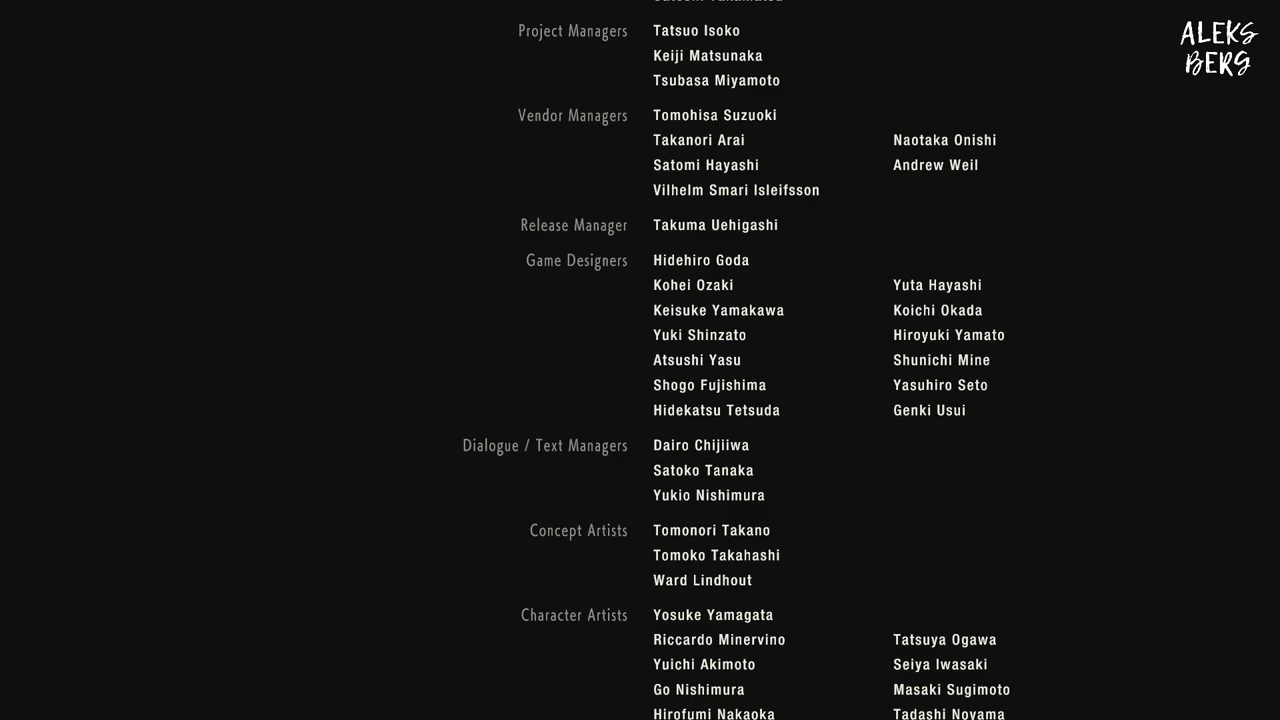 Project Managers Tatsuo Isoko
Keiji Matsunaka
Tsubasa Miyamoto
Vendor Managers Tomohisa Suzuoki
Takanori Arai Naotaka Onishi
Satomi Hayashi Andrew Weil
Vilhelm Smari Isleifsson
Release Manager Takuma Uehigashi
Game Designers Hidehiro Goda
Kohei Ozaki Yuta Hayashi
Keisuke Yamakawa Koichi Okada
Yuki Shinzato Hiroyuki Yamato
Atsushi Yasu Shunichi Mine
Shogo Fujishima Yasuhiro Seto
Hidekatsu Tetsuda Genki Usui
Dialogue / Text Managers Dairo Chijiiwa
Satoko Tanaka
Yukio Nishimura
Concept Artists Tomonori Takano
Tomoko Takahashi
Ward Lindhout
Character Artists Yosuke Yamagata
Riccardo Minervino Tatsuya Ogawa
Yuichi Akimoto Seiya Iwasaki
Go Nishimura Masaki Sugimoto
Hirofumi Nakaoka Tadashi Noyama
ALEKS
BERG